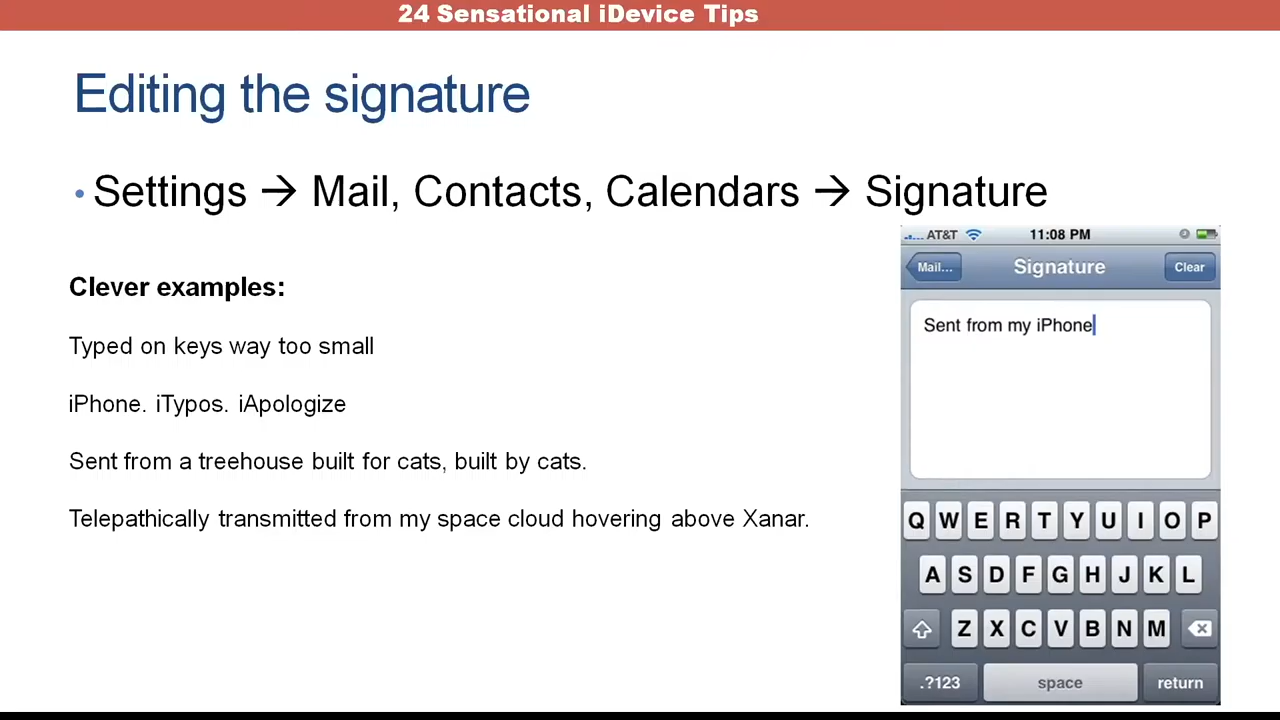 24 Sensational iDevice Tips
Editing the signature
• Settings → Mail, Contacts, Calendars → Signature
Clever examples:
Typed on keys way too small
iPhone. iTypos. iApologize
Sent from a treehouse built for cats, built by cats.
Telepathically transmitted from my space cloud hovering above Xanar.
AT&T 11:08 PM
Mail... Signature Clear
Sent from my iPhone
Q W E R T Y U I O P
A S D F G H J K L
Z X C V B N M
.?123 space return